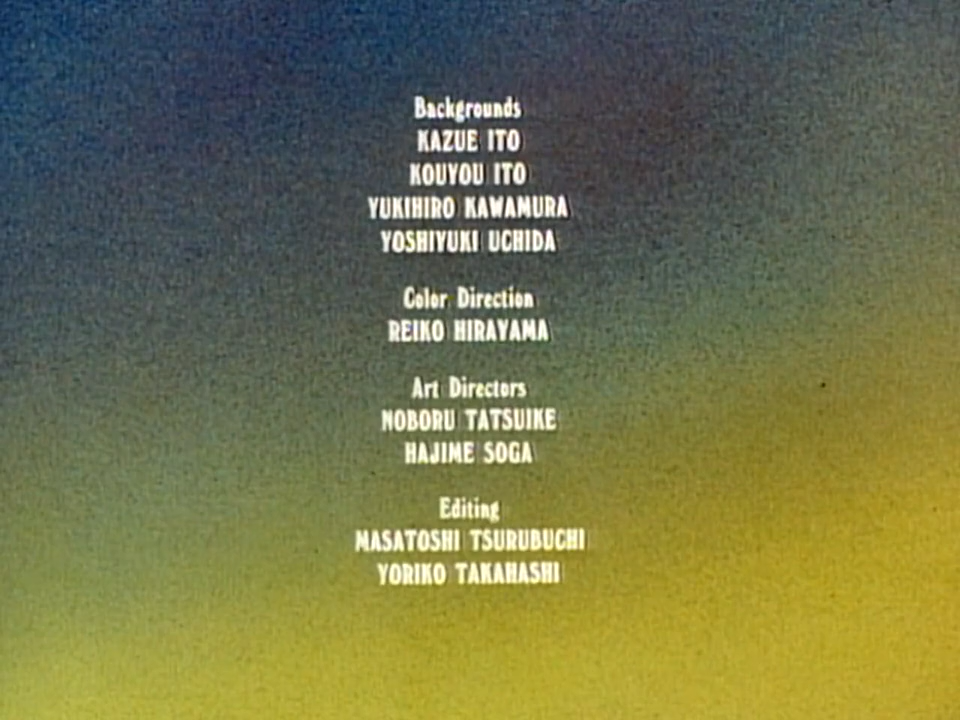 Backgrounds
KAZUE ITO
KOUYOU ITO
YUKIHIRO KAWAMURA
YOSHIYUKI UCHIDA
Color Direction
REIKO HIRAYAMA
Art Directors
NOBORU TATSUIKE
HAJIME SOGA
Editing
MASATOSHI TSURUBUCHI
YORIKO TAKAHASHI